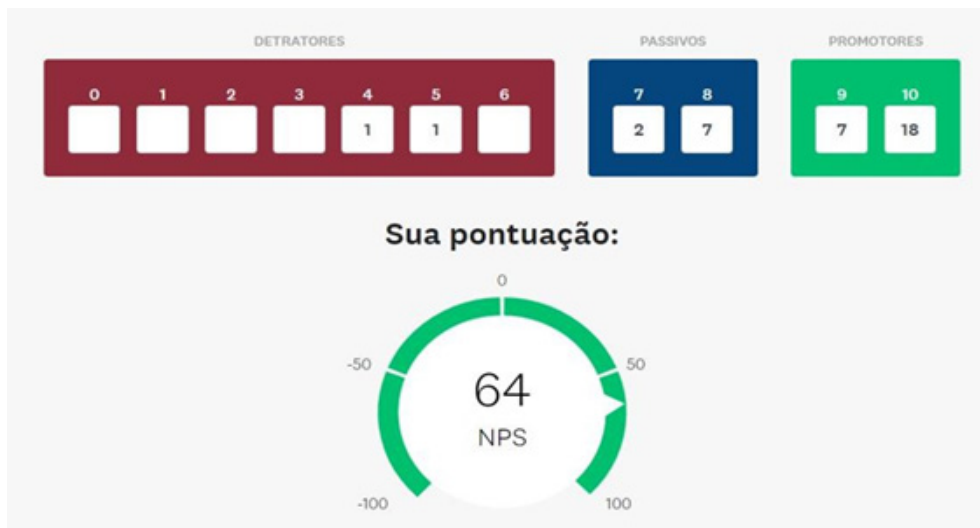 DETRATORES PASSIVOS PROMOTORES
0 1 2 3 4 5 6 7 8 9 10
1 1 2 7 7 18
Sua pontuação:
0
-50 50
64
NPS
-100 100